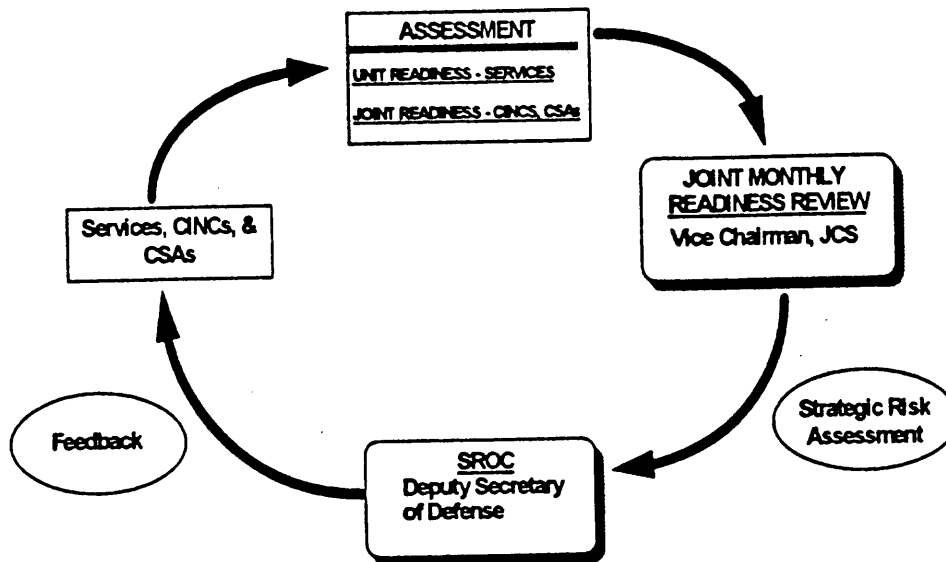 ASSESSMENT
UNIT READINESS - SERVICES
JOINT READINESS - CINCS, CSAs
JOINT MONTHLY
READINESS REVIEW
Vice Chairman, JCS
Services, CINCs, &
CSAs
Strategic Risk
Assessment
Feedback
SROC
Deputy Secretary
of Defense